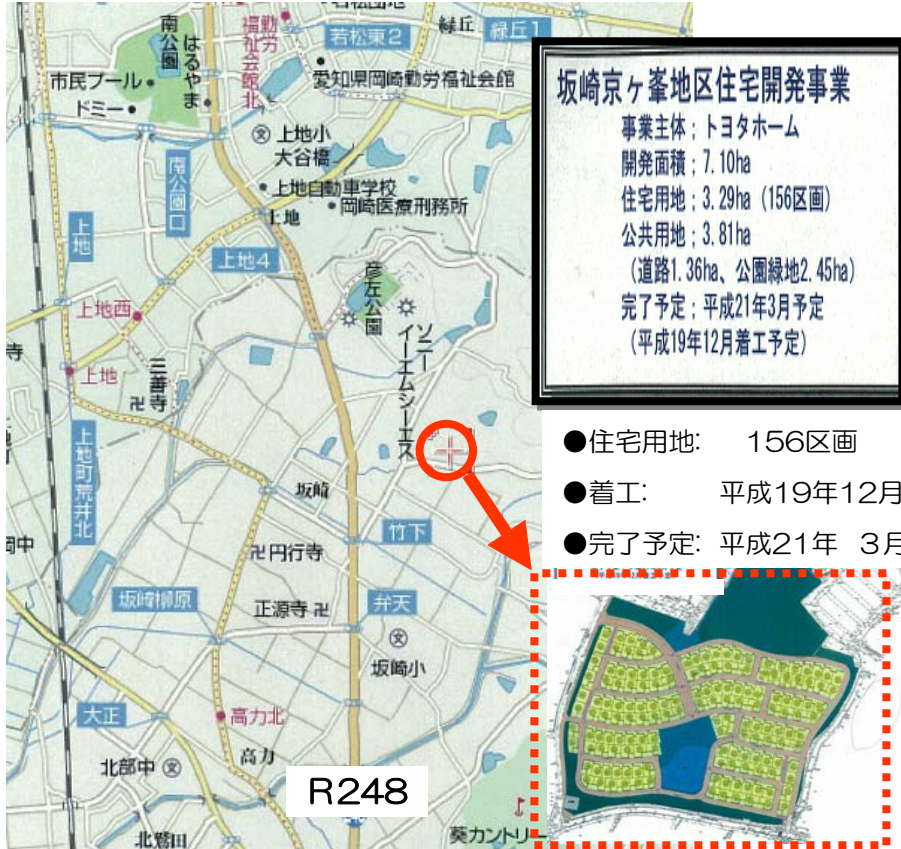 緑丘
緑丘1
若松東2
勤労福祉会館北
南公園
はるやま
市民プール
ドミー
愛知県岡崎勤労福祉会館
上地小
大谷橋
上地自動車学校
岡崎医療刑務所
南公園口
上地
上地
上地4
彦左公園
上地西
ソニーイーエムシーエス
寺
上地
三善寺
上地町荒井北
坂崎
竹下
岡中
円行寺
坂崎柳原
正源寺
弁天
坂崎小
大正
高力北
北部中
高力
R248
北鷲田
葵カントリー
坂崎京ヶ峯地区住宅開発事業
事業主体;トヨタホーム
開発面積;7.10ha
住宅用地;3.29ha (156区画)
公共用地;3.81ha
(道路1.36ha、公園緑地2.45ha)
完了予定;平成21年3月予定
(平成19年12月着工予定)
●住宅用地: 156区画
●着工: 平成19年12月
●完了予定: 平成21年 3月